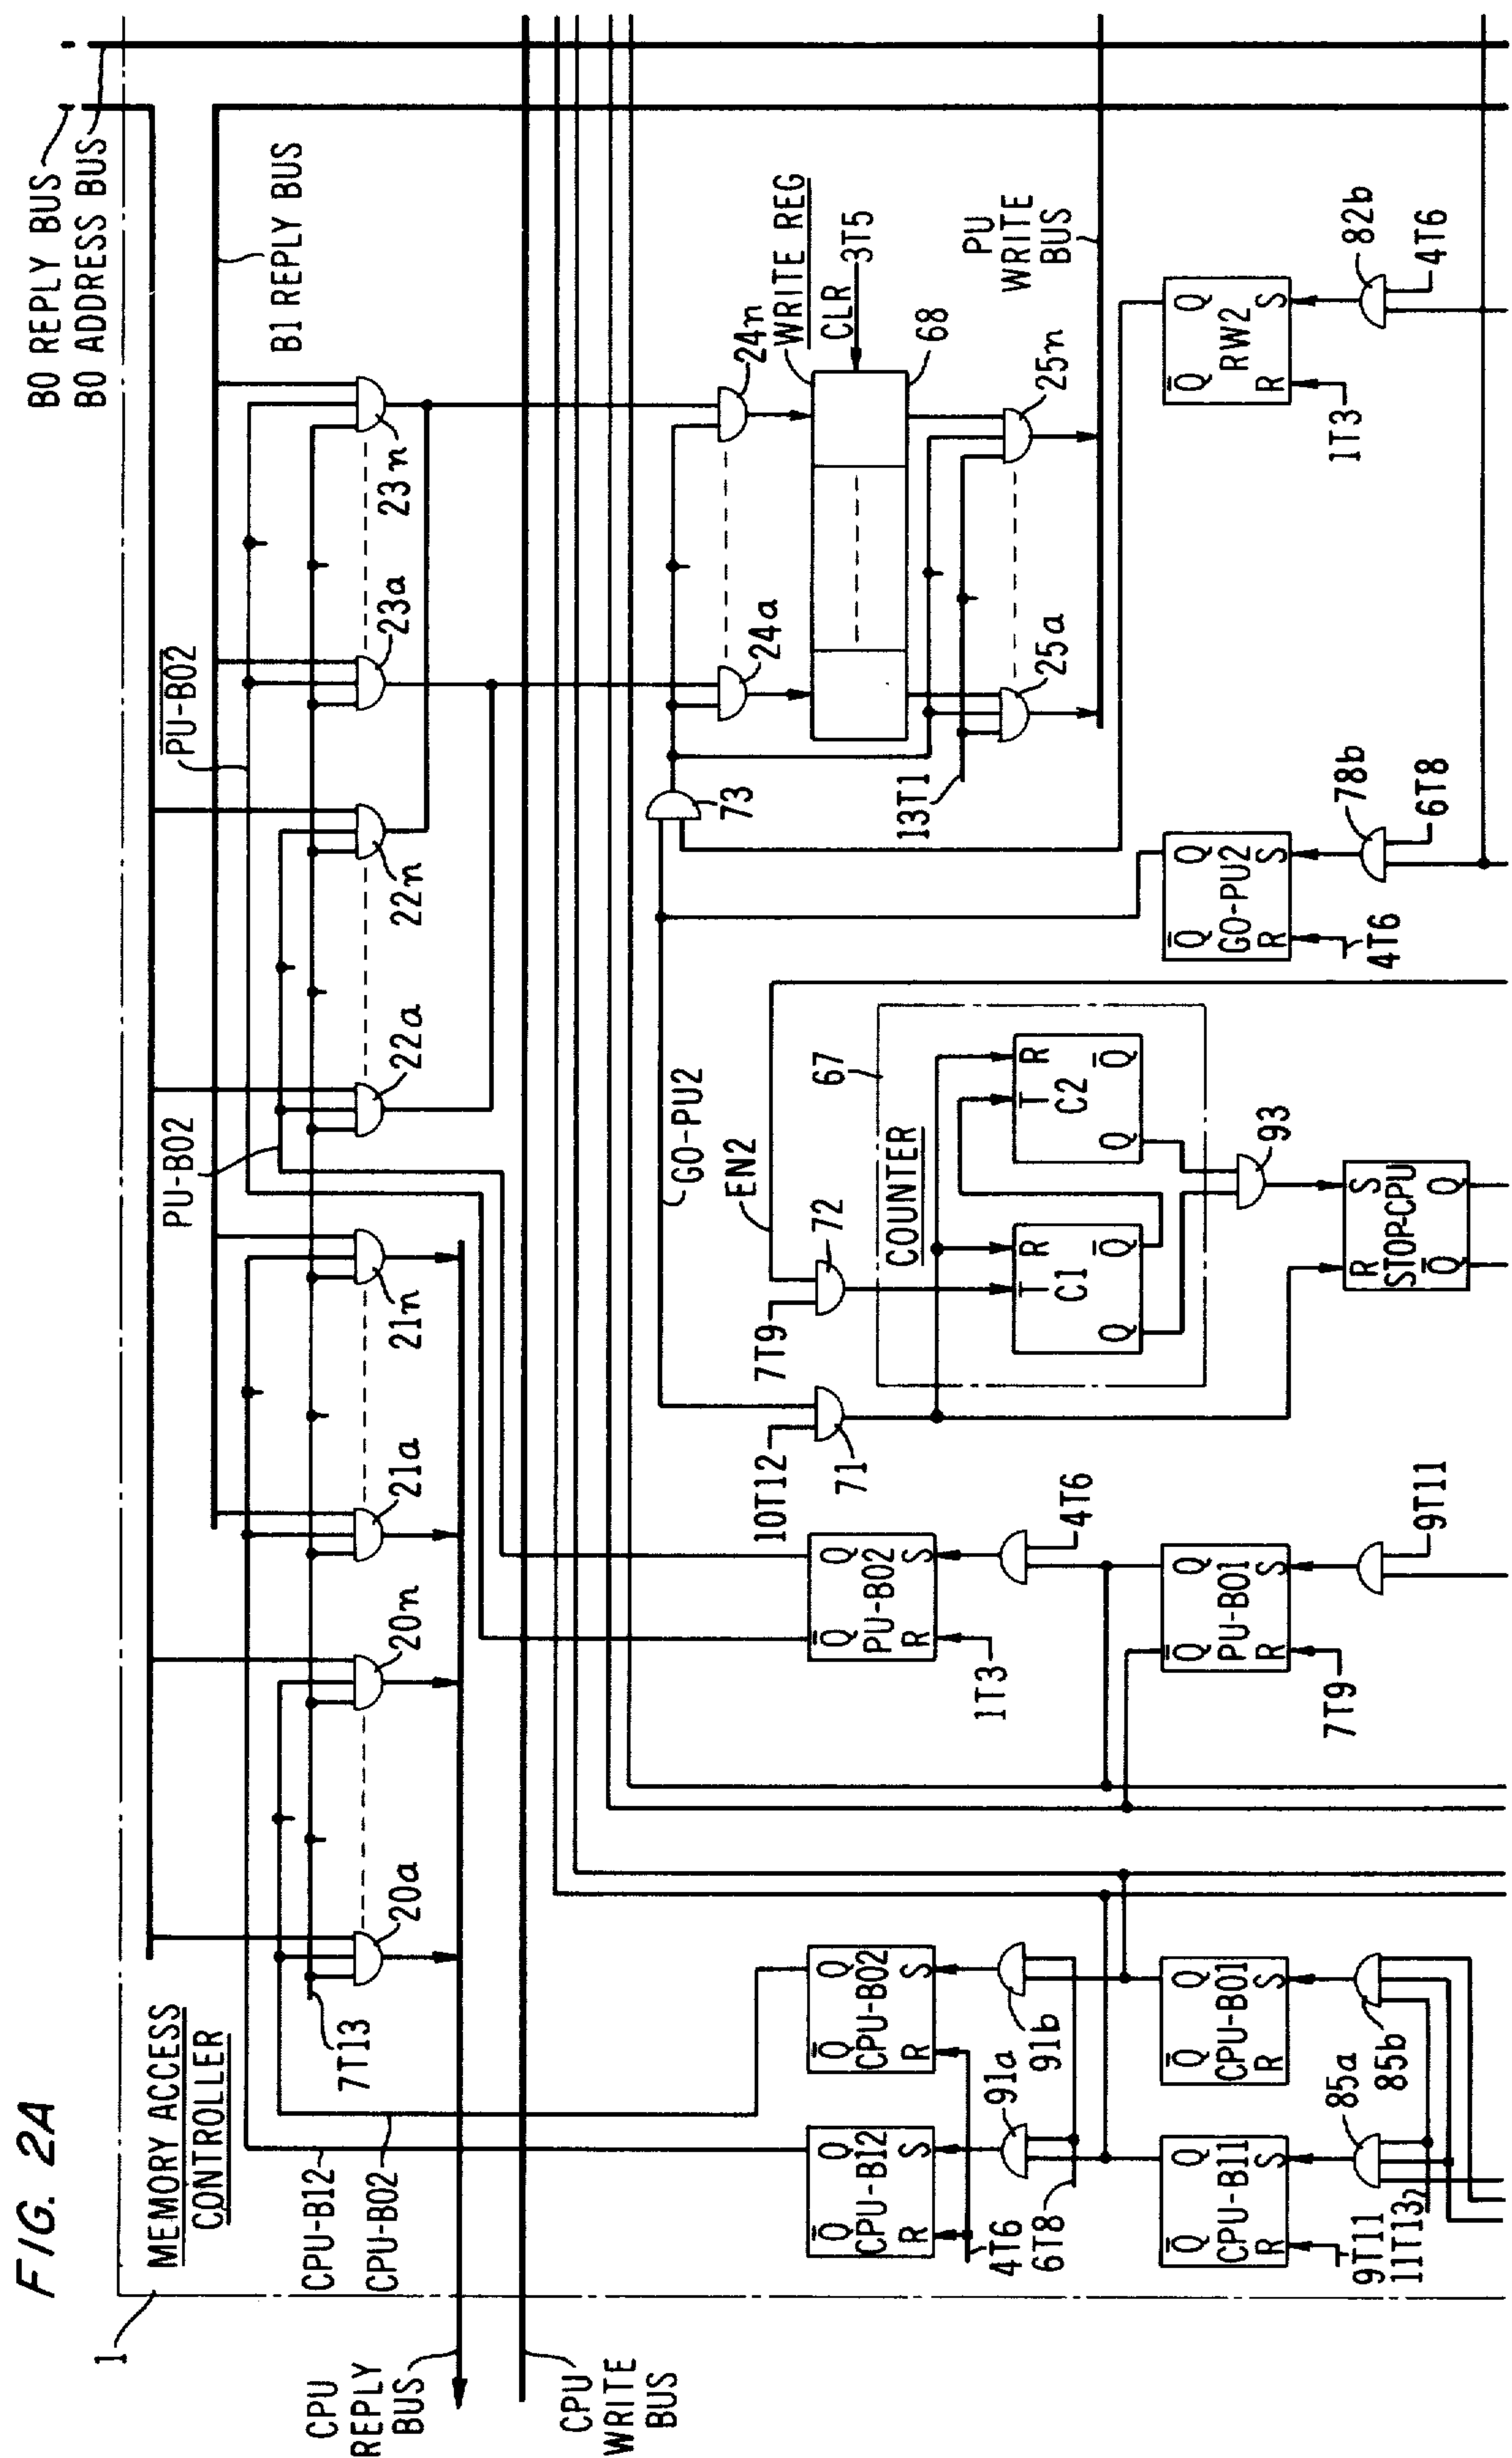 FIG. 2A
1
MEMORY ACCESS
CONTROLLER
B0 REPLY BUS
B0 ADDRESS BUS
B1 REPLY BUS
PU-B02
P̅U̅-̅B̅0̅2̅
CPU-B12
CPU-B02
7T13
20a
20n
21a
21n
22a
22n
23a
23n
CPU
REPLY
BUS
CPU
WRITE
BUS
GO-PU2
EN2
10T12
71
7T9
72
73
24a
24n
WRITE REG
CLR
3T5
68
13T1
25a
25n
PU
WRITE
BUS
COUNTER
67
T
R
C1
Q
Q̅
T
R
C2
Q
Q̅
93
R
S
STOP-CPU
Q̅
Q
Q̅
Q
CPU-B12
R
S
Q̅
Q
CPU-B02
R
S
4T6
6T8
91a
91b
Q̅
Q
CPU-B11
R
S
Q̅
Q
CPU-B01
R
S
9T11
11T13
85a
85b
Q̅
Q
PU-B02
R
S
1T3
4T6
Q̅
Q
PU-B01
R
S
7T9
9T11
Q̅
Q
GO-PU2
R
S
4T6
78b
6T8
Q̅
Q
RW2
R
S
1T3
82b
4T6